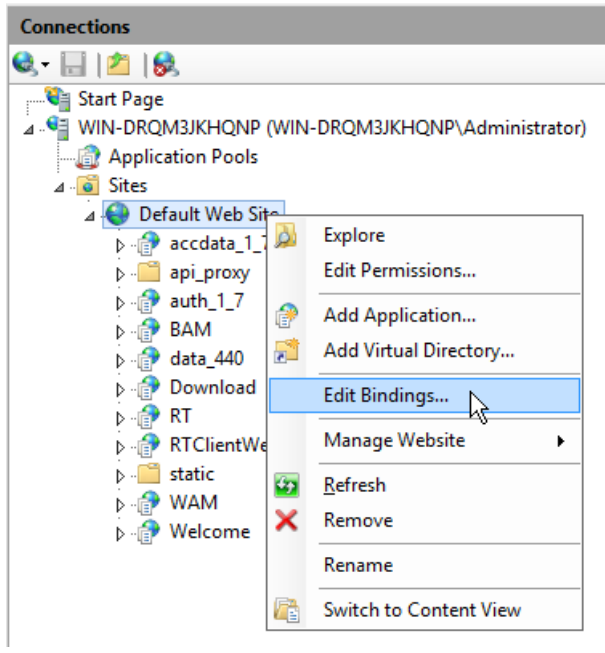 Connections
Start Page
WIN-DRQM3JKHQNP (WIN-DRQM3JKHQNP\Administrator)
Application Pools
Sites
Default Web Site
accdata_1_7
api_proxy
auth_1_7
BAM
data_440
Download
RT
RTClientWe
static
WAM
Welcome
Explore
Edit Permissions...
Add Application...
Add Virtual Directory...
Edit Bindings...
Manage Website
Refresh
Remove
Rename
Switch to Content View